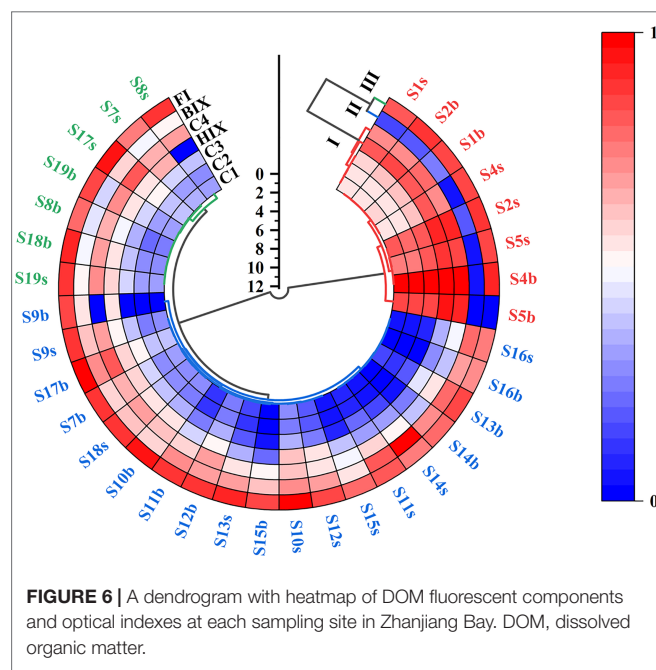 S8s
S7s
S17s
S19b
S8b
S18b
S19s
S9b
S9s
S17b
S7b
S18s
S10b
S11b
S12b
S13s
S15b
S10s
S12s
S15s
S11s
S14s
S14b
S13b
S16b
S16s
S5b
S4b
S5s
S2s
S4s
S1b
S2b
S1s
FI
BIX
C4
HIX
C3
C2
C1
I
II
III
0
2
4
6
8
10
12
1
0
FIGURE 6 | A dendrogram with heatmap of DOM fluorescent components
and optical indexes at each sampling site in Zhanjiang Bay. DOM, dissolved
organic matter.